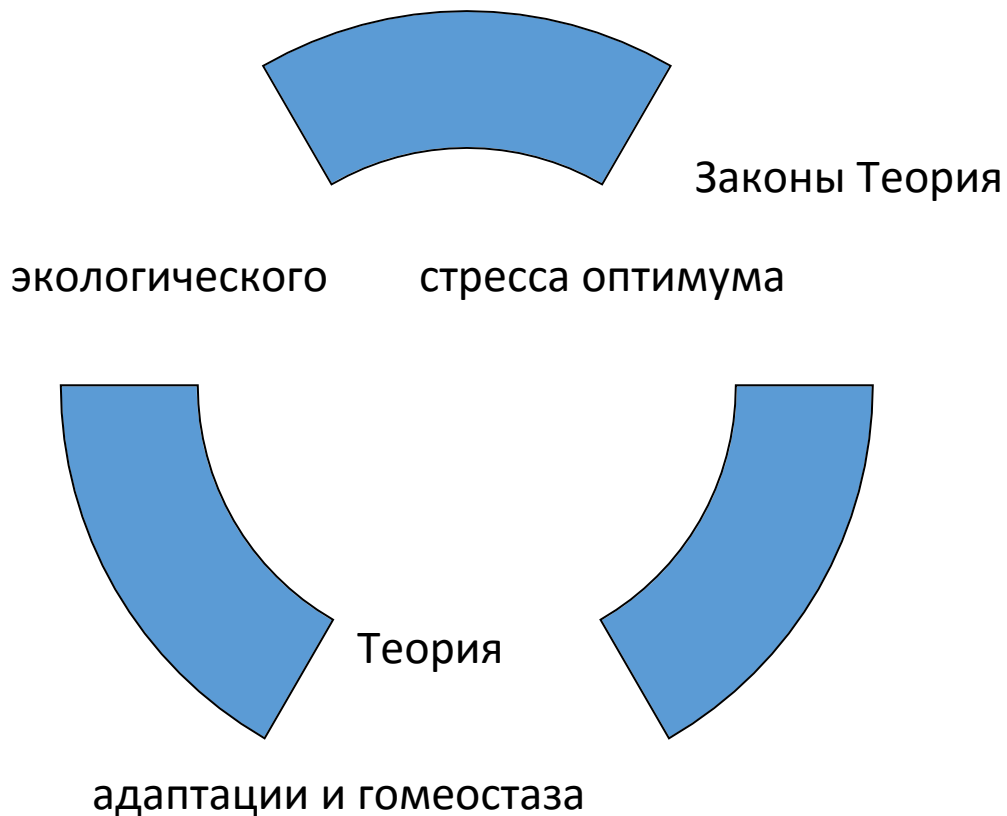 Законы Теория
экологического стресса оптимума
Теория
адаптации и гомеостаза